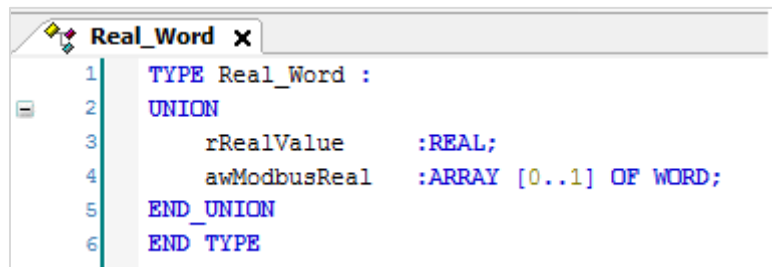 Real_Word x
1 TYPE Real_Word :
2 UNION
3 rRealValue :REAL;
4 awModbusReal :ARRAY [0..1] OF WORD;
5 END_UNION
6 END_TYPE